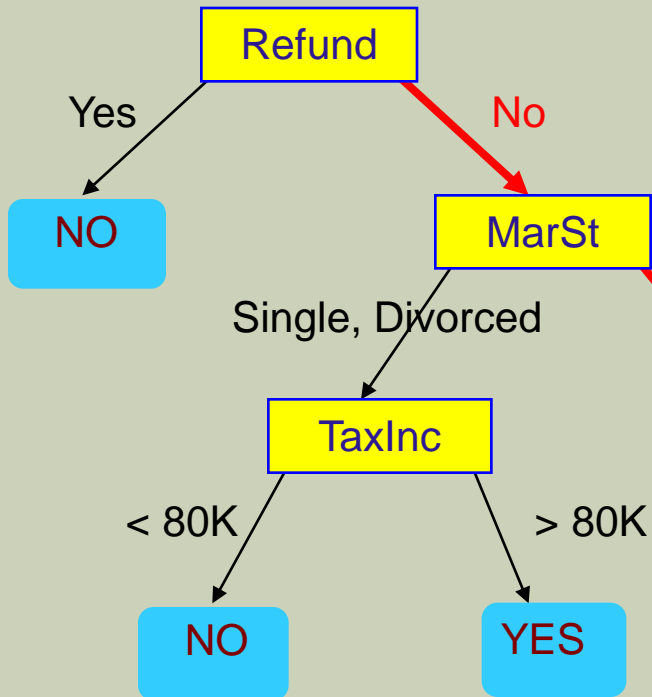 Refund
Yes
No
NO
MarSt
Single, Divorced
TaxInc
< 80K
> 80K
NO
YES